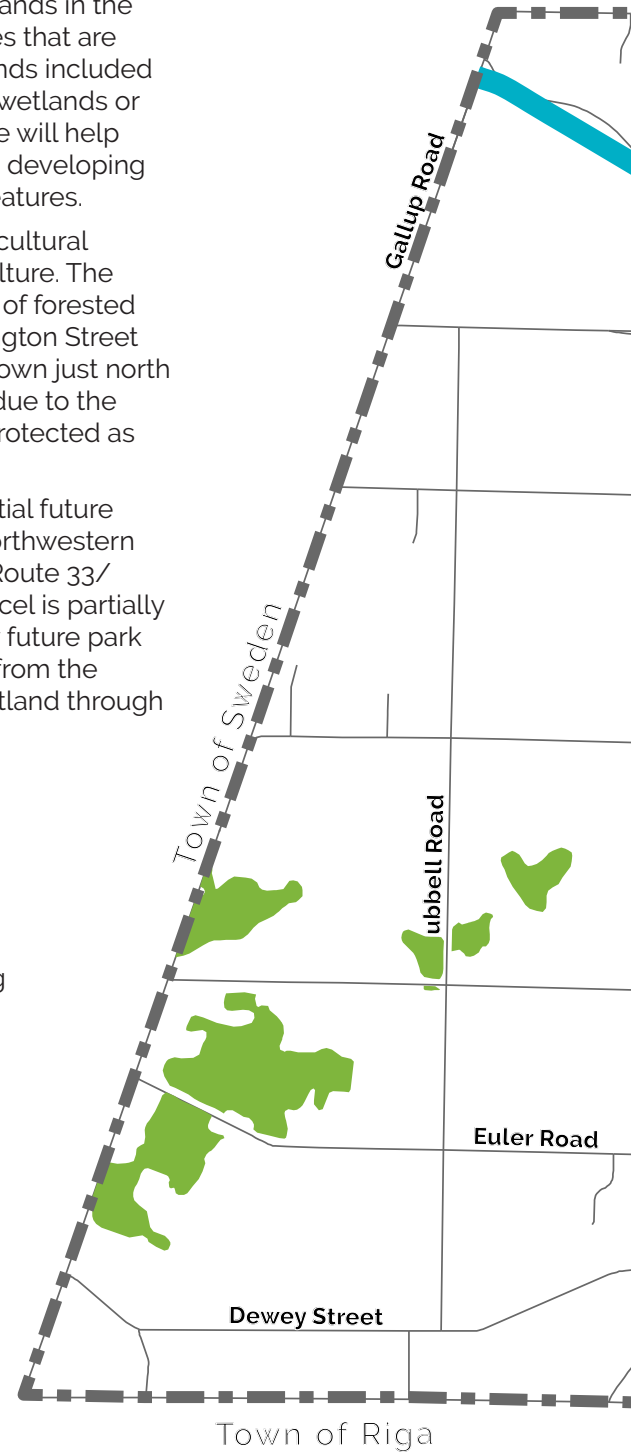 ands in the
es that are
nds included
wetlands or
e will help
developing
eatures.
cultural
lture. The
of forested
gton Street
own just north
due to the
rotected as
tial future
orthwestern
Route 33/
cel is partially
future park
from the
tland through
g
Gallup Road
Town of Sweden
ubbell Road
Euler Road
Dewey Street
Town of Riga